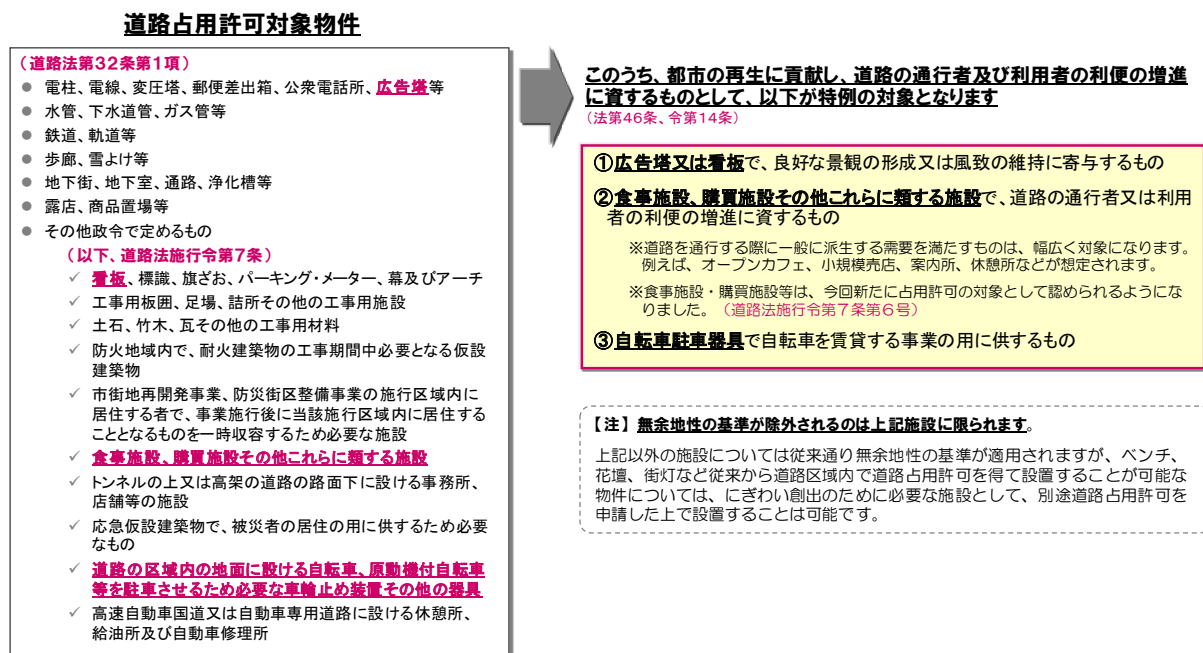 道路占用許可対象物件
（道路法第32条第1項）
● 電柱、電線、変圧塔、郵便差出箱、公衆電話所、広告塔等
● 水管、下水道管、ガス管等
● 鉄道、軌道等
● 歩廊、雪よけ等
● 地下街、地下室、通路、浄化槽等
● 露店、商品置場等
● その他政令で定めるもの
（以下、道路法施行令第7条）
✓ 看板、標識、旗ざお、パーキング・メーター、幕及びアーチ
✓ 工事用板囲、足場、詰所その他の工事用施設
✓ 土石、竹木、瓦その他の工事用材料
✓ 防火地域内で、耐火建築物の工事期間中必要となる仮設
建築物
✓ 市街地再開発事業、防災街区整備事業の施行区域内に
居住する者で、事業施行後に当該施行区域内に居住する
こととなるものを一時収容するため必要な施設
✓ 食事施設、購買施設その他これらに類する施設
✓ トンネルの上又は高架の道路の路面下に設ける事務所、
店舗等の施設
✓ 応急仮設建築物で、被災者の居住の用に供するため必要
なもの
✓ 道路の区域内の地面に設ける自転車、原動機付自転車
等を駐車させるため必要な車輪止め装置その他の器具
✓ 高速自動車国道又は自動車専用道路に設ける休憩所、
給油所及び自動車修理所
このうち、都市の再生に貢献し、道路の通行者及び利用者の利便の増進
に資するものとして、以下が特例の対象となります
（法第46条、令第14条）
①広告塔又は看板で、良好な景観の形成又は風致の維持に寄与するもの
②食事施設、購買施設その他これらに類する施設で、道路の通行者又は利用
者の利便の増進に資するもの
※道路を通行する際に一般に派生する需要を満たすものは、幅広く対象になります。
例えば、オープンカフェ、小規模売店、案内所、休憩所などが想定されます。
※食事施設・購買施設等は、今回新たに占用許可の対象として認められるようにな
りました。（道路法施行令第7条第6号）
③自転車駐車器具で自転車を賃貸する事業の用に供するもの
【注】無余地性の基準が除外されるのは上記施設に限られます。
上記以外の施設については従来通り無余地性の基準が適用されますが、ベンチ、
花壇、街灯など従来から道路区域内で道路占用許可を得て設置することが可能な
物件については、にぎわい創出のために必要な施設として、別途道路占用許可を
申請した上で設置することは可能です。